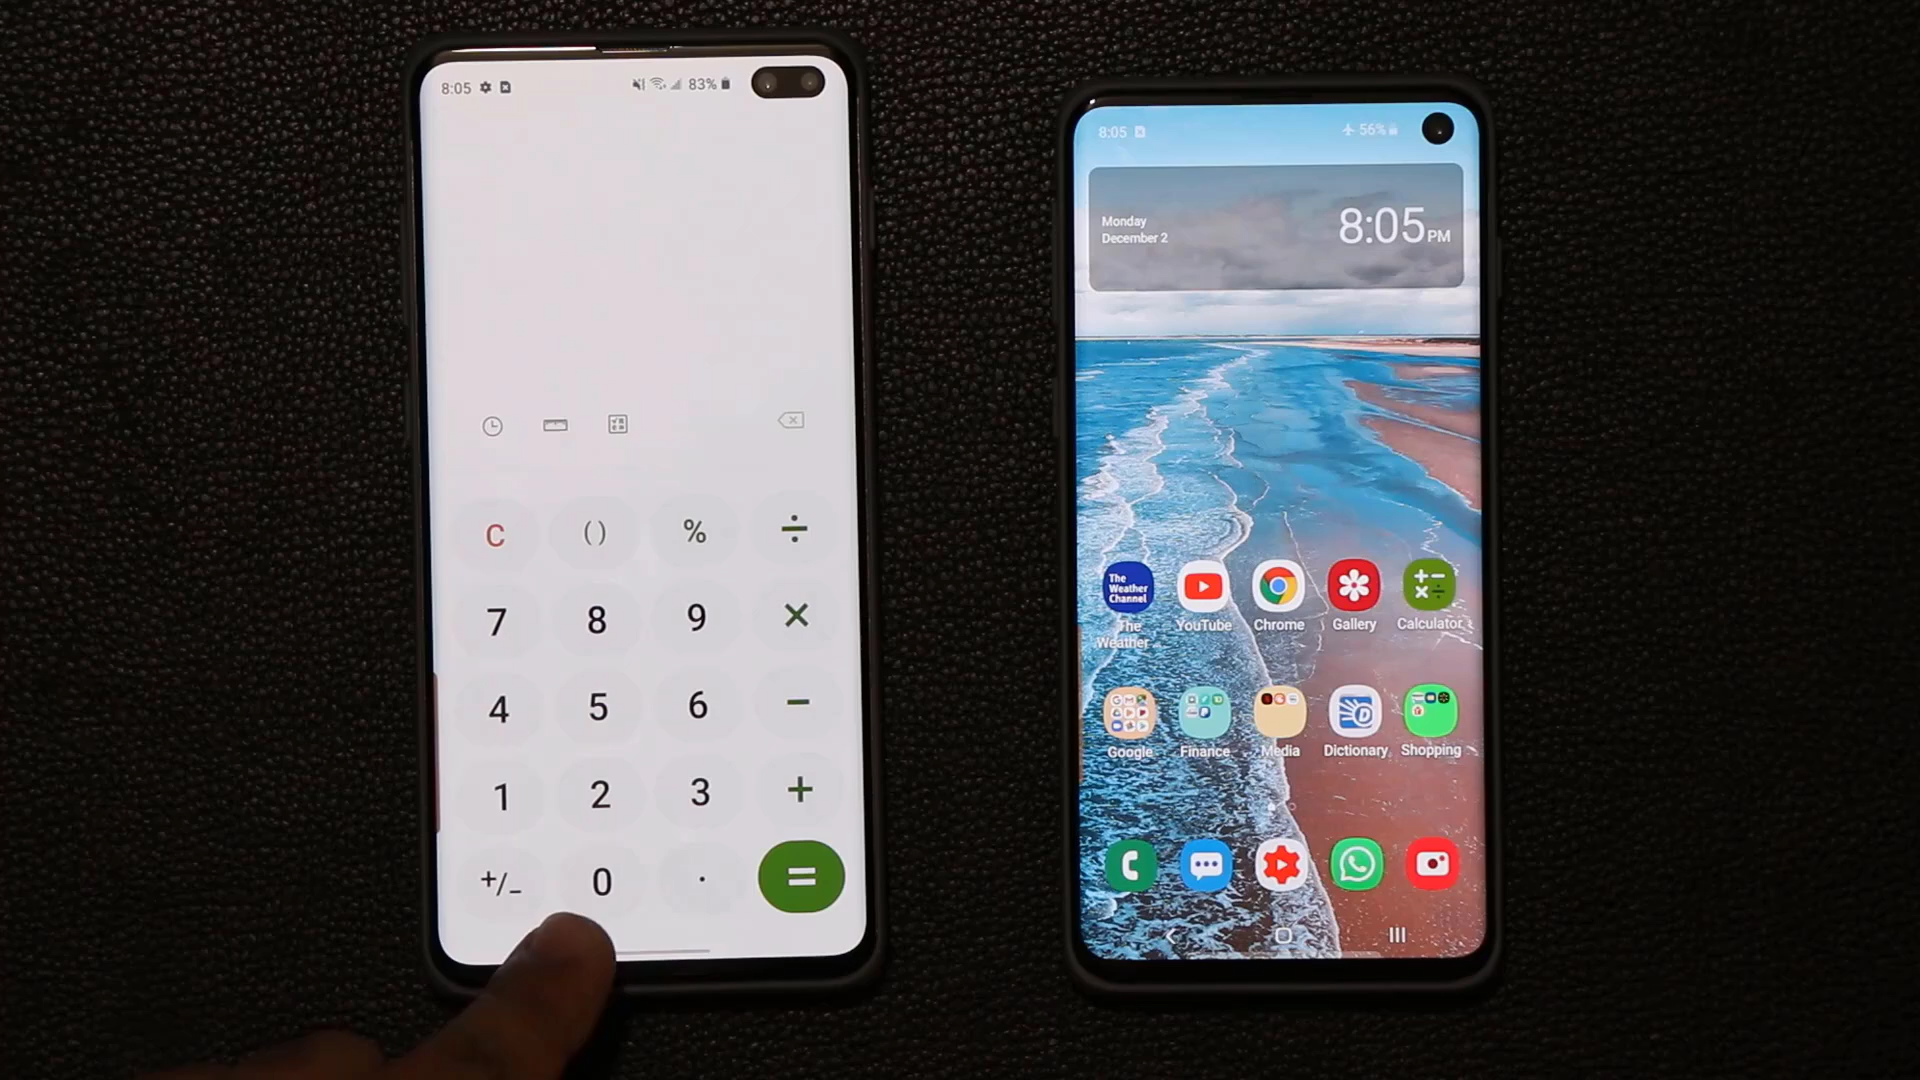 8:05
83%
C
()
%
÷
7
8
9
×
4
5
6
−
1
2
3
+
+/−
0
.
=
8:05
56%
Monday
December 2
8:05 PM
The
Weather
Channel
The
Weather...
YouTube
Chrome
Gallery
Calculator
Google
Finance
Media
Dictionary
Shopping